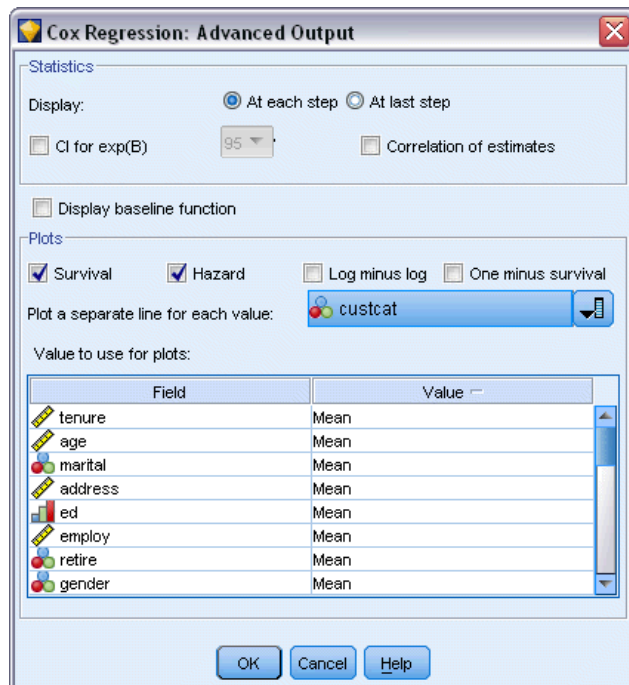 Cox Regression: Advanced Output
Statistics
Display: At each step At last step
CI for exp(B) 95 Correlation of estimates
Display baseline function
Plots
Survival Hazard Log minus log One minus survival
Plot a separate line for each value: custcat
Value to use for plots:
Field Value
tenure Mean
age Mean
marital Mean
address Mean
ed Mean
employ Mean
retire Mean
gender Mean
OK Cancel Help